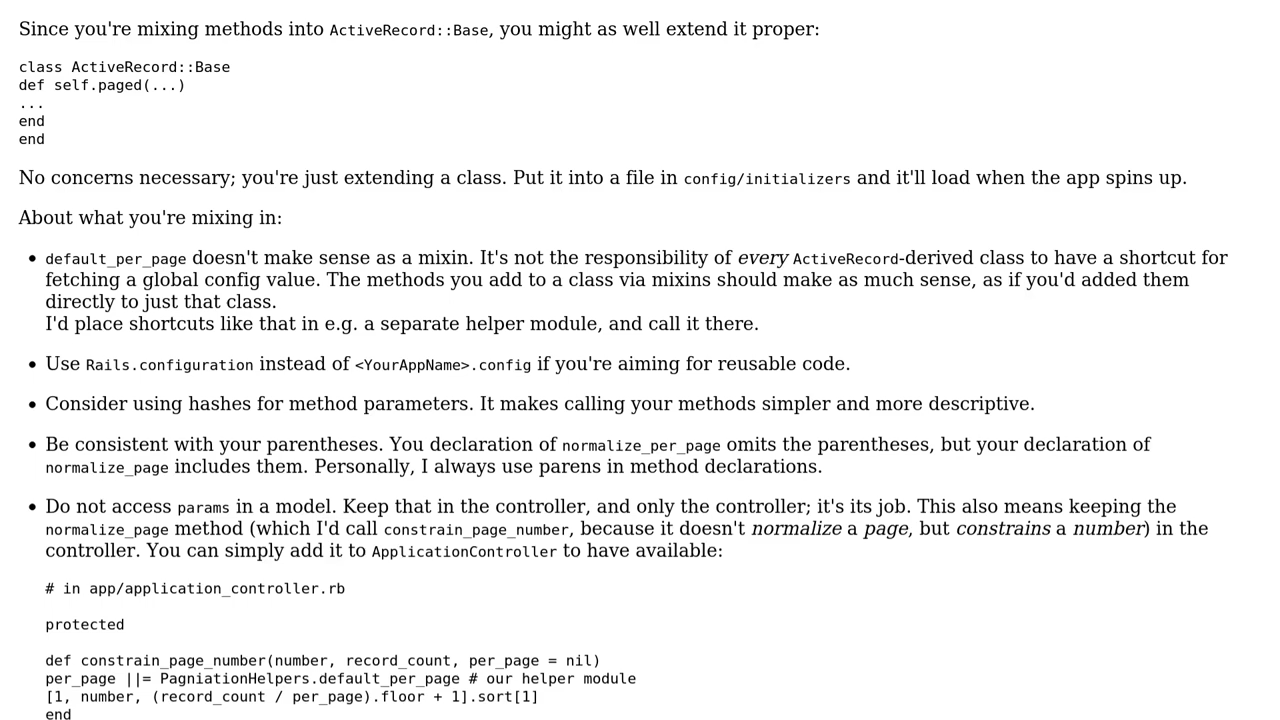 Since you're mixing methods into ActiveRecord::Base, you might as well extend it proper:
class ActiveRecord::Base
def self.paged(...)
...
end
end
No concerns necessary; you're just extending a class. Put it into a file in config/initializers and it'll load when the app spins up.
About what you're mixing in:
• default_per_page doesn't make sense as a mixin. It's not the responsibility of every ActiveRecord-derived class to have a shortcut for
fetching a global config value. The methods you add to a class via mixins should make as much sense, as if you'd added them
directly to just that class.
I'd place shortcuts like that in e.g. a separate helper module, and call it there.
• Use Rails.configuration instead of <YourAppName>.config if you're aiming for reusable code.
• Consider using hashes for method parameters. It makes calling your methods simpler and more descriptive.
• Be consistent with your parentheses. You declaration of normalize_per_page omits the parentheses, but your declaration of
normalize_page includes them. Personally, I always use parens in method declarations.
• Do not access params in a model. Keep that in the controller, and only the controller; it's its job. This also means keeping the
normalize_page method (which I'd call constrain_page_number, because it doesn't normalize a page, but constrains a number) in the
controller. You can simply add it to ApplicationController to have available:
# in app/application_controller.rb
protected
def constrain_page_number(number, record_count, per_page = nil)
per_page ||= PagniationHelpers.default_per_page # our helper module
[1, number, (record_count / per_page).floor + 1].sort[1]
end